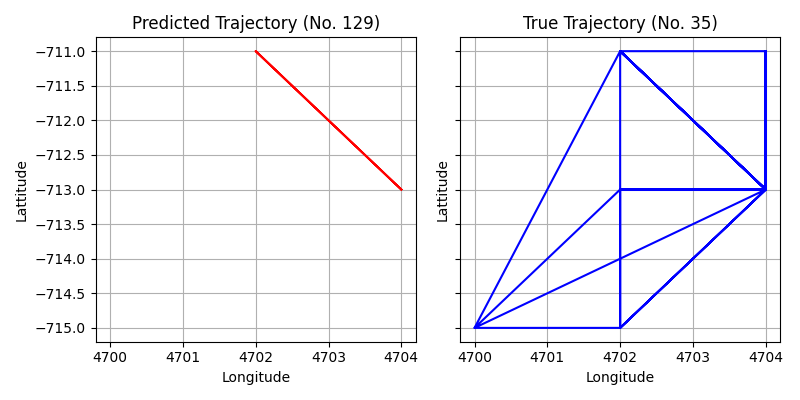 Predicted Trajectory (No. 129)
True Trajectory (No. 35)
−711.0
−711.5
−712.0
−712.5
−713.0
−713.5
−714.0
−714.5
−715.0
Lattitude
Lattitude
4700 4701 4702 4703 4704
4700 4701 4702 4703 4704
Longitude
Longitude